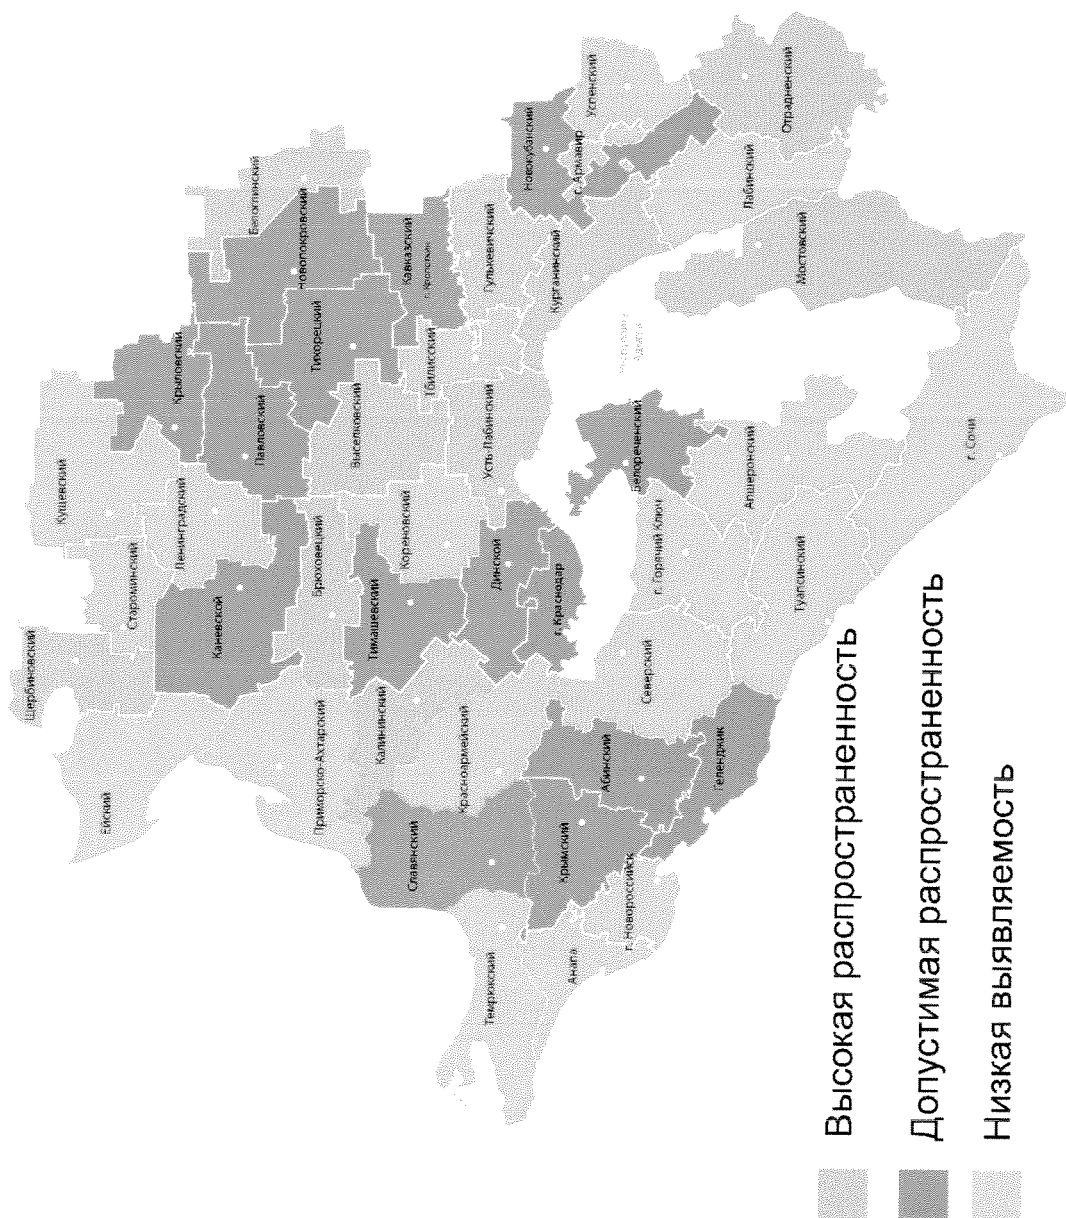 Щербиновский
Ейский
Староминский
Кущевский
Ленинградский
Каневской
Крыловский
Павловский
Белоглинский
Новопокровский
Тихорецкий
Кавказский
г. Кропоткин
Приморско-Ахтарский
Брюховецкий
Тимашевский
Калининский
Кореновский
Выселковский
Тбилисский
Гулькевичский
Новокубанский
г. Армавир
Успенский
Отрадненский
Лабинский
Мостовский
Курганинский
Усть-Лабинский
Динской
г. Краснодар
Красноармейский
Славянский
Темрюкский
Анапа
Крымский
г. Новороссийск
Абинский
Геленджик
Северский
г. Горячий Ключ
Белореченский
Апшеронский
Туапсинский
г. Сочи
Высокая распространенность
Допустимая распространенность
Низкая выявляемость